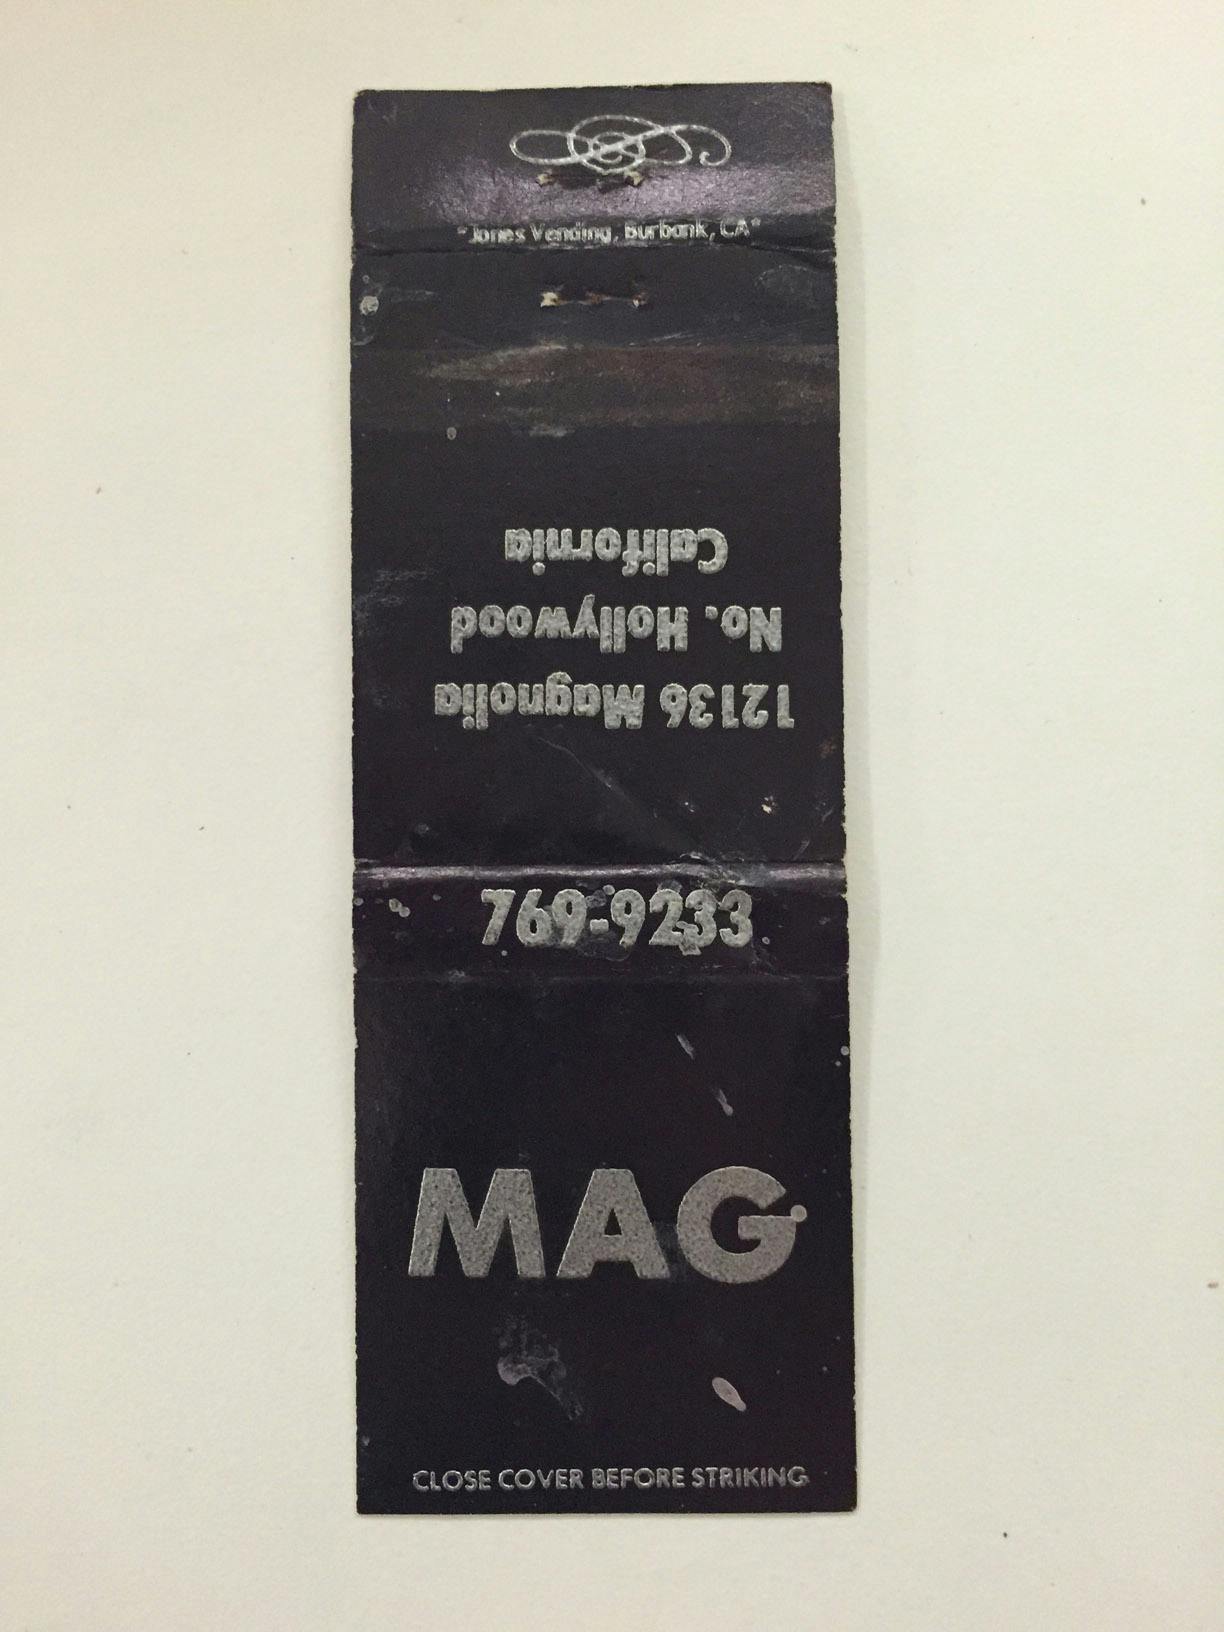 "Jones Vending, Burbank, CA"
12136 Magnolia
No. Hollywood
California
769-9233
MAG
CLOSE COVER BEFORE STRIKING